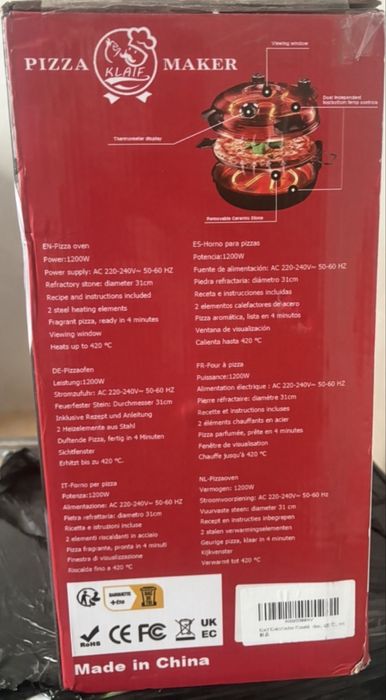 PIZZA KLAIF MAKER
Viewing window
Dual independent
top/bottom temp controls
Thermometer display
Removable Ceramic Stone
EN-Pizza oven
Power:1200W
Power supply: AC 220-240V~ 50-60 HZ
Refractory stone: diameter 31cm
Recipe and instructions included
2 steel heating elements
Fragrant pizza, ready in 4 minutes
Viewing window
Heats up to 420 °C
ES-Horno para pizzas
Potencia:1200W
Fuente de alimentación: AC 220-240V~ 50-60 HZ
Piedra refractaria: diámetro 31cm
Receta e instrucciones incluidas
2 elementos calefactores de acero
Pizza aromática, lista en 4 minutos
Ventana de visualización
Calienta hasta 420 °C
DE-Pizzaofen
Leistung:1200W
Stromzufuhr: AC 220-240V~ 50-60 HZ
Feuerfester Stein: Durchmesser 31cm
Inklusive Rezept und Anleitung
2 Heizelemente aus Stahl
Duftende Pizza, fertig in 4 Minuten
Sichtfenster
Erhitzt bis zu 420 °C.
FR-Four à pizza
Puissance:1200W
Alimentation électrique : AC 220-240V~ 50-60 HZ
Pierre réfractaire: diamètre 31cm
Recette et instructions incluses
2 éléments chauffants en acier
Pizza parfumée, prête en 4 minutes
Fenêtre de visualisation
Chauffe jusqu'à 420 °C
IT-Forno per pizza
Potenza:1200W
Alimentazione: AC 220-240V~ 50-60 HZ
Pietra refrattaria: diametro 31cm
Ricetta e istruzioni incluse
2 elementi riscaldanti in acciaio
Pizza fragrante, pronta in 4 minuti
Finestra di visualizzazione
Riscalda fino a 420 °C
NL-Pizzaoven
Vermogen: 1200W
Stroomvoorziening: AC 220-240V~ 50-60 Hz
Vuurvaste steen: diameter 31 cm
Recept en instructies inbegrepen
2 stalen verwarmingselementen
Geurige pizza, klaar in 4 minuten
Kijkvenster
Verwarmt tot 420 °C
BARQUETTE
RoHS CE FC UK
EC
Made in China